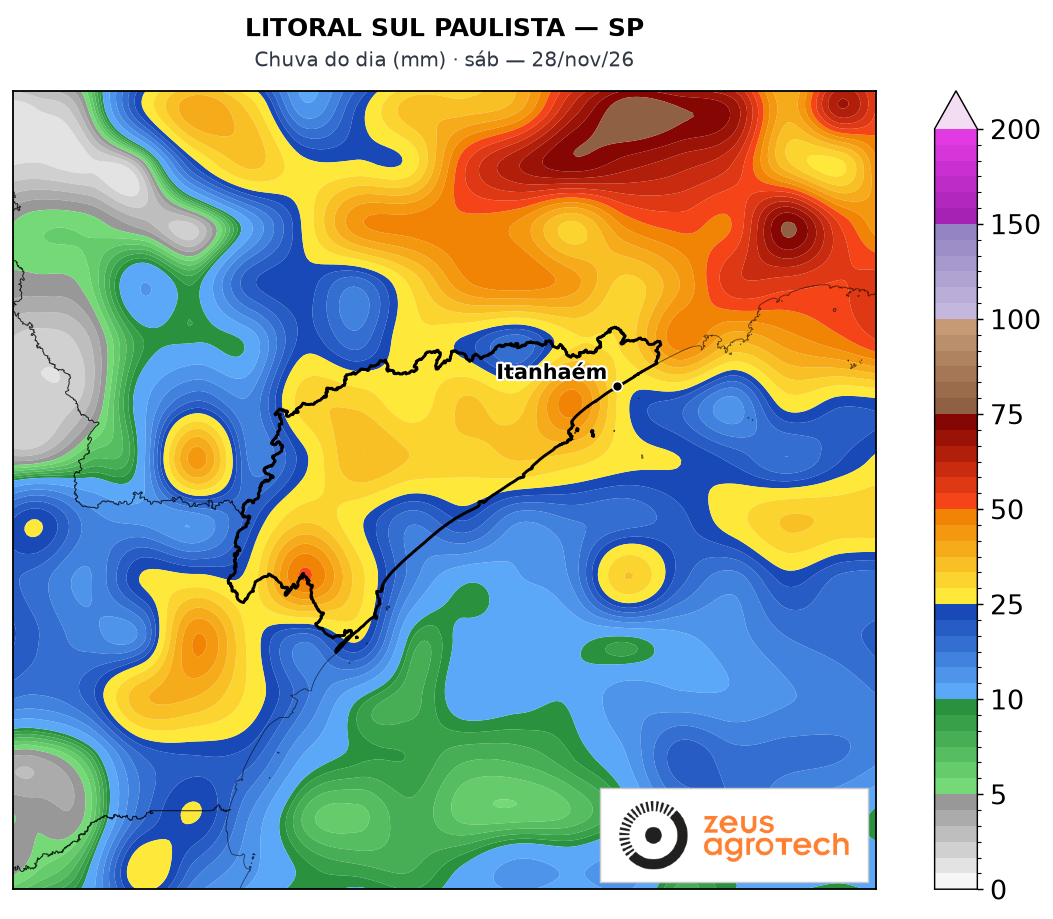 LITORAL SUL PAULISTA — SP
Chuva do dia (mm) · sáb — 28/nov/26
Itanhaém
200
150
100
75
50
25
10
5
0
zeus
agrotech